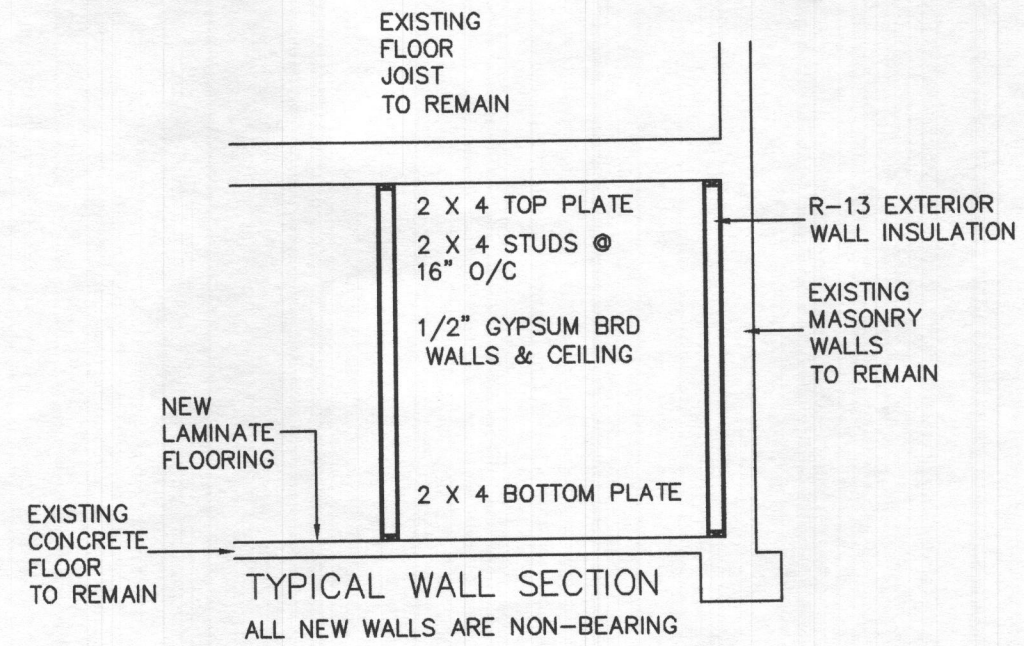 EXISTING
FLOOR
JOIST
TO REMAIN
2 X 4 TOP PLATE
2 X 4 STUDS @
16" O/C
1/2" GYPSUM BRD
WALLS & CEILING
2 X 4 BOTTOM PLATE
R-13 EXTERIOR
WALL INSULATION
EXISTING
MASONRY
WALLS
TO REMAIN
NEW
LAMINATE
FLOORING
EXISTING
CONCRETE
FLOOR
TO REMAIN
TYPICAL WALL SECTION
ALL NEW WALLS ARE NON-BEARING